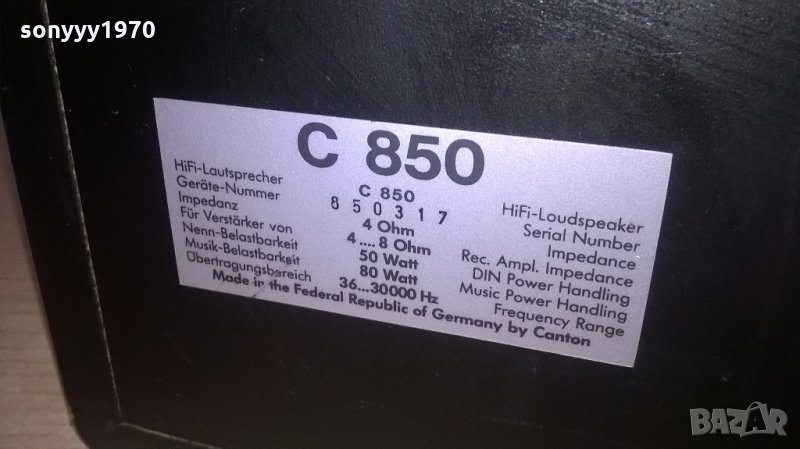 sonyyy1970
C 850
HiFi-Lautsprecher C 850 HiFi-Loudspeaker
Geräte-Nummer 850317 Serial Number
Impedanz 4 Ohm Impedance
Für Verstärker von 4....8 Ohm Rec. Ampl. Impedance
Nenn-Belastbarkeit 50 Watt DIN Power Handling
Musik-Belastbarkeit 80 Watt Music Power Handling
Übertragungsbereich 36...30000 Hz Frequency Range
Made in the Federal Republic of Germany by Canton
BAZAR